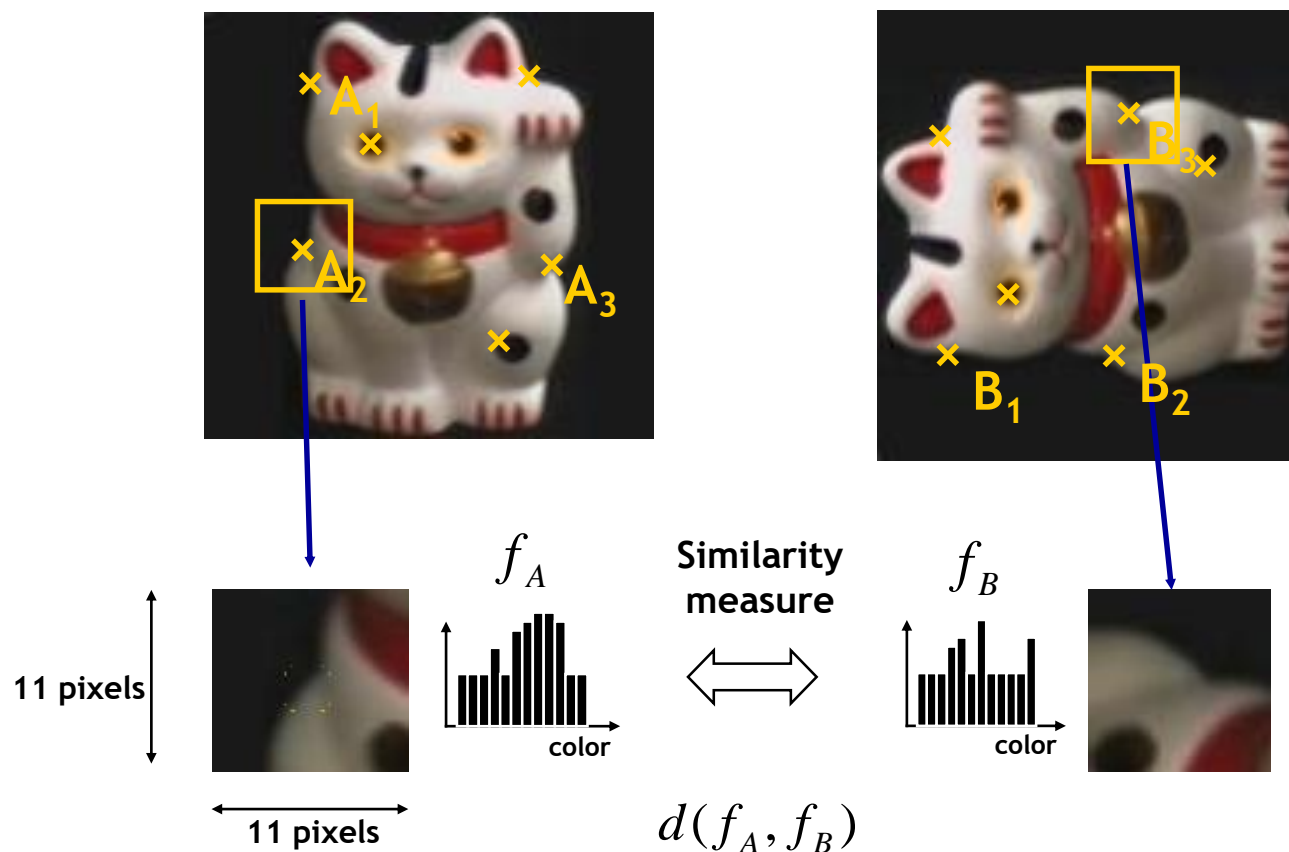 A₁
A₂
A₃
B₃
B₁
B₂
f_A
Similarity
measure
f_B
11 pixels
color
color
11 pixels
d(f_A, f_B)